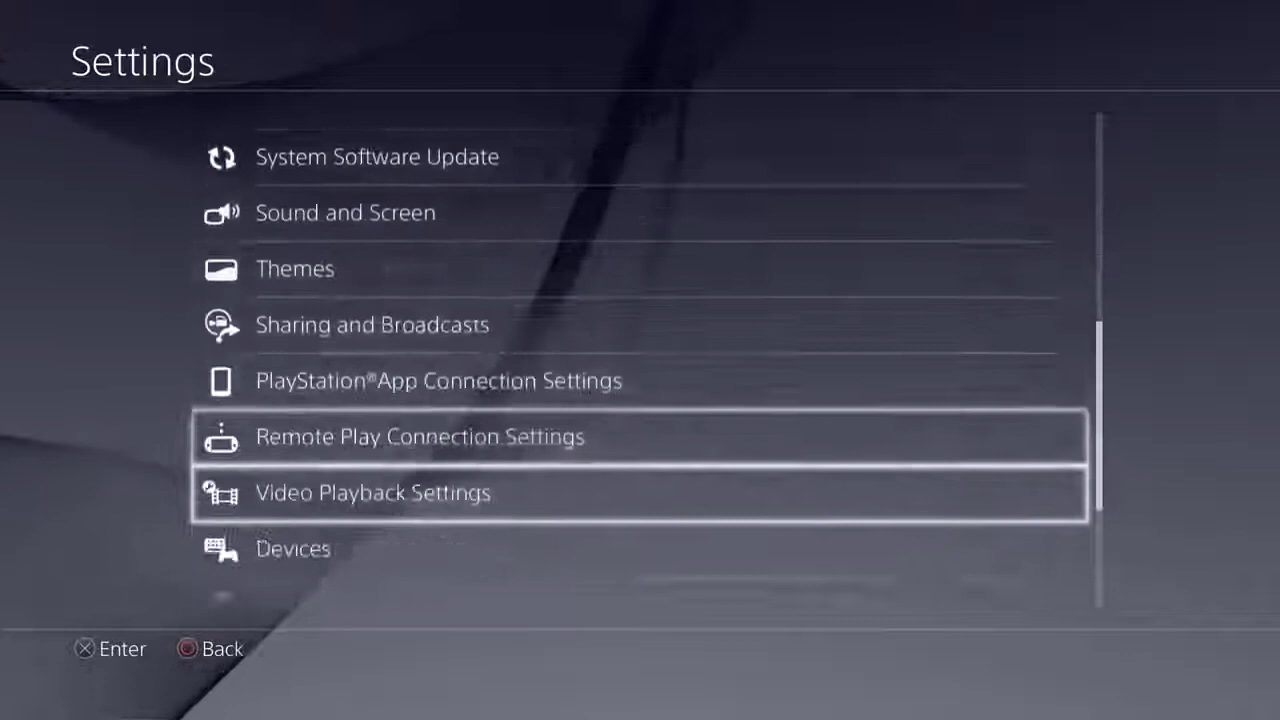 Settings
System Software Update
Sound and Screen
Themes
Sharing and Broadcasts
PlayStation®App Connection Settings
Remote Play Connection Settings
Video Playback Settings
Devices
Enter
Back